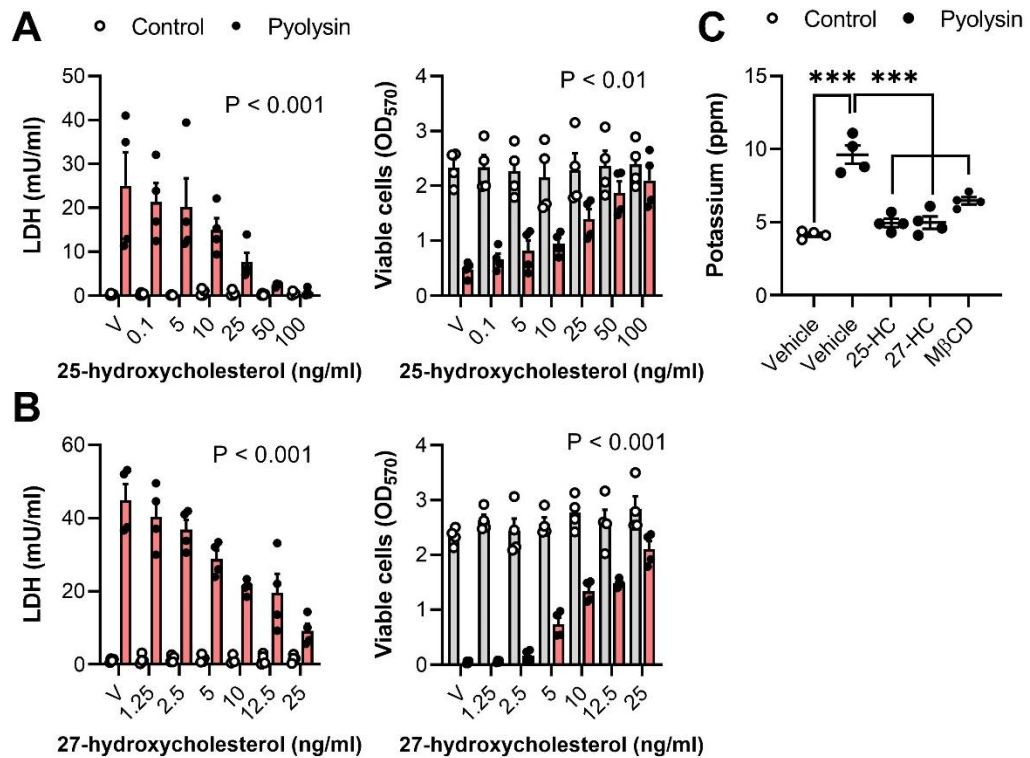 A
Control
Pyolysin
LDH (mU/ml)
50
40
30
20
10
0
P < 0.001
V
0.1
5
10
25
50
100
25-hydroxycholesterol (ng/ml)
Viable cells (OD570)
4
3
2
1
0
P < 0.01
V
0.1
5
10
25
50
100
25-hydroxycholesterol (ng/ml)
B
LDH (mU/ml)
60
40
20
0
P < 0.001
V
1.25
2.5
5
10
12.5
25
27-hydroxycholesterol (ng/ml)
Viable cells (OD570)
4
3
2
1
0
P < 0.001
V
1.25
2.5
5
10
12.5
25
27-hydroxycholesterol (ng/ml)
C
Control
Pyolysin
Potassium (ppm)
15
10
5
0
*** ***
Vehicle
Vehicle
25-HC
27-HC
MβCD